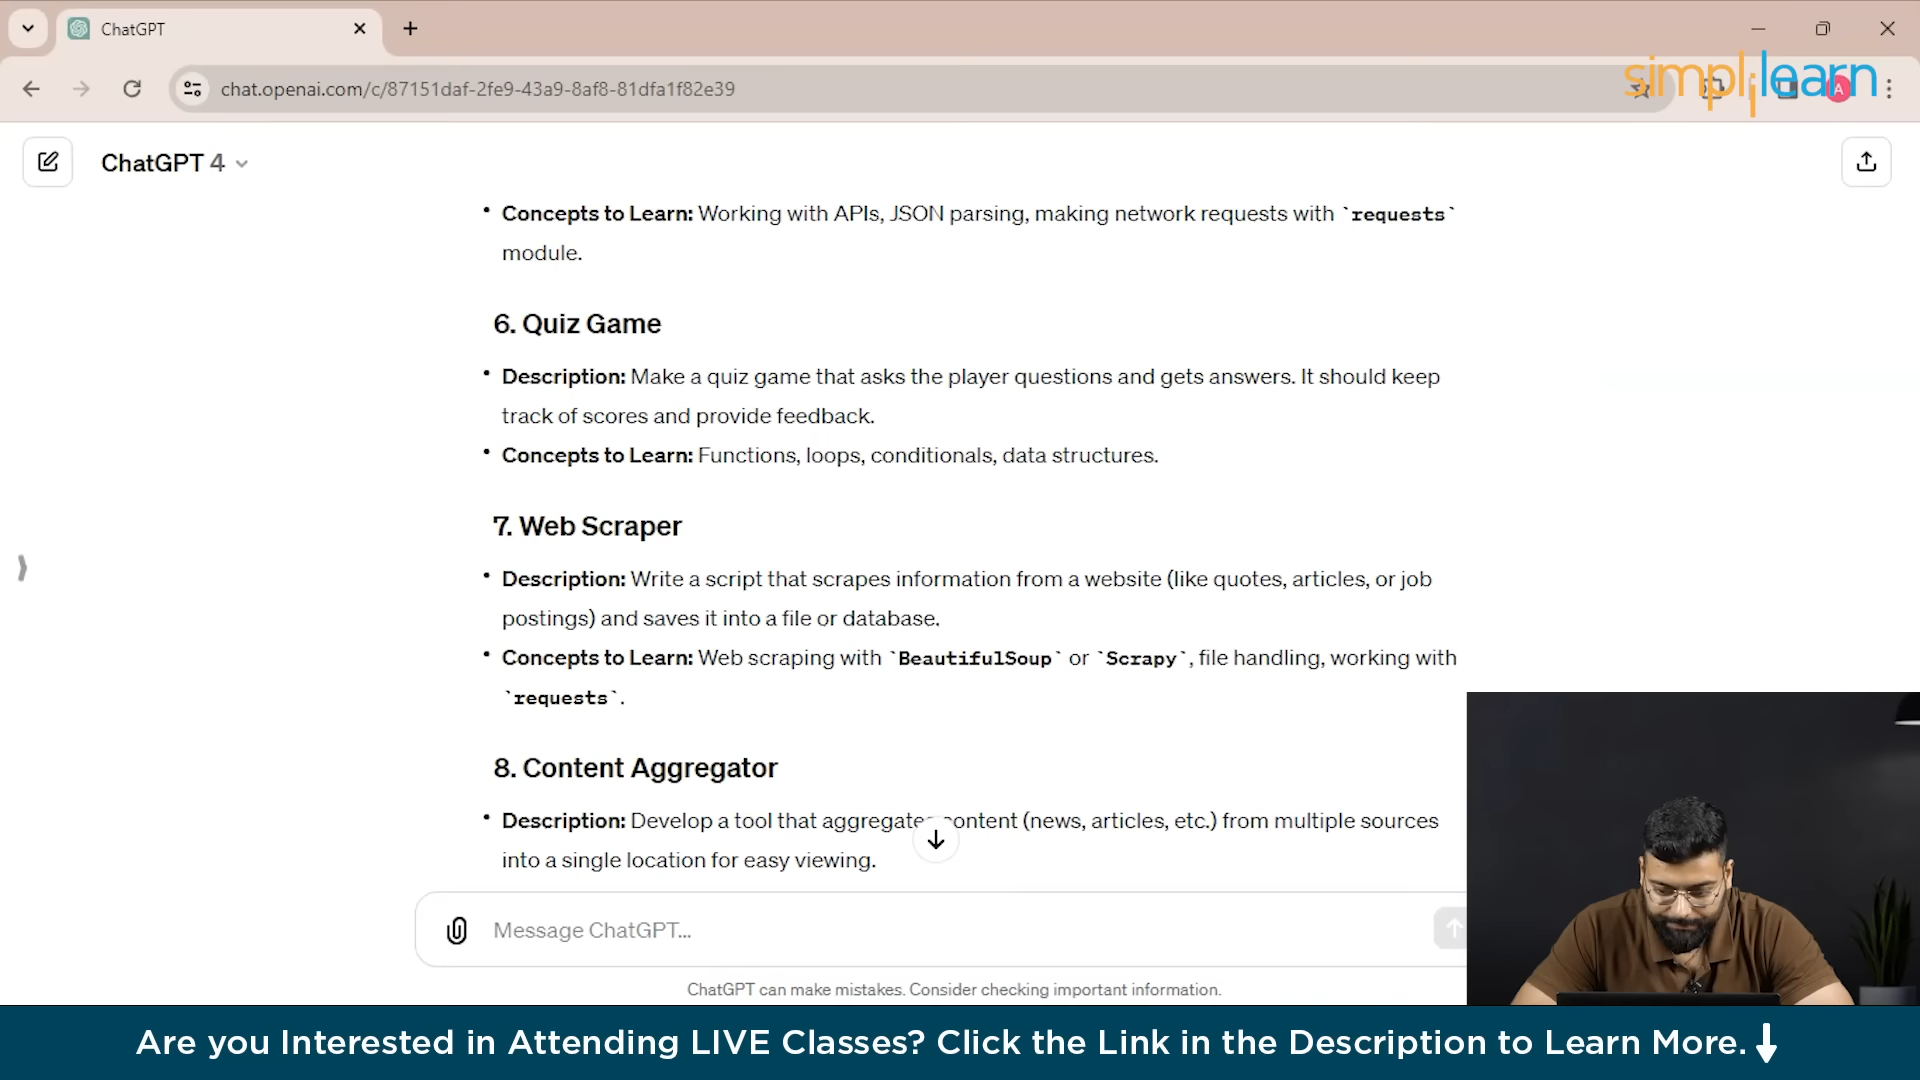 ChatGPT
chat.openai.com/c/87151daf-2fe9-43a9-8af8-81dfa1f82e39
simplilearn
A
ChatGPT 4
• Concepts to Learn: Working with APIs, JSON parsing, making network requests with `requests`
module.
6. Quiz Game
• Description: Make a quiz game that asks the player questions and gets answers. It should keep
track of scores and provide feedback.
• Concepts to Learn: Functions, loops, conditionals, data structures.
7. Web Scraper
• Description: Write a script that scrapes information from a website (like quotes, articles, or job
postings) and saves it into a file or database.
• Concepts to Learn: Web scraping with `BeautifulSoup` or `Scrapy`, file handling, working with
`requests`.
8. Content Aggregator
• Description: Develop a tool that aggregates content (news, articles, etc.) from multiple sources
into a single location for easy viewing.
Message ChatGPT...
ChatGPT can make mistakes. Consider checking important information.
Are you Interested in Attending LIVE Classes? Click the Link in the Description to Learn More.